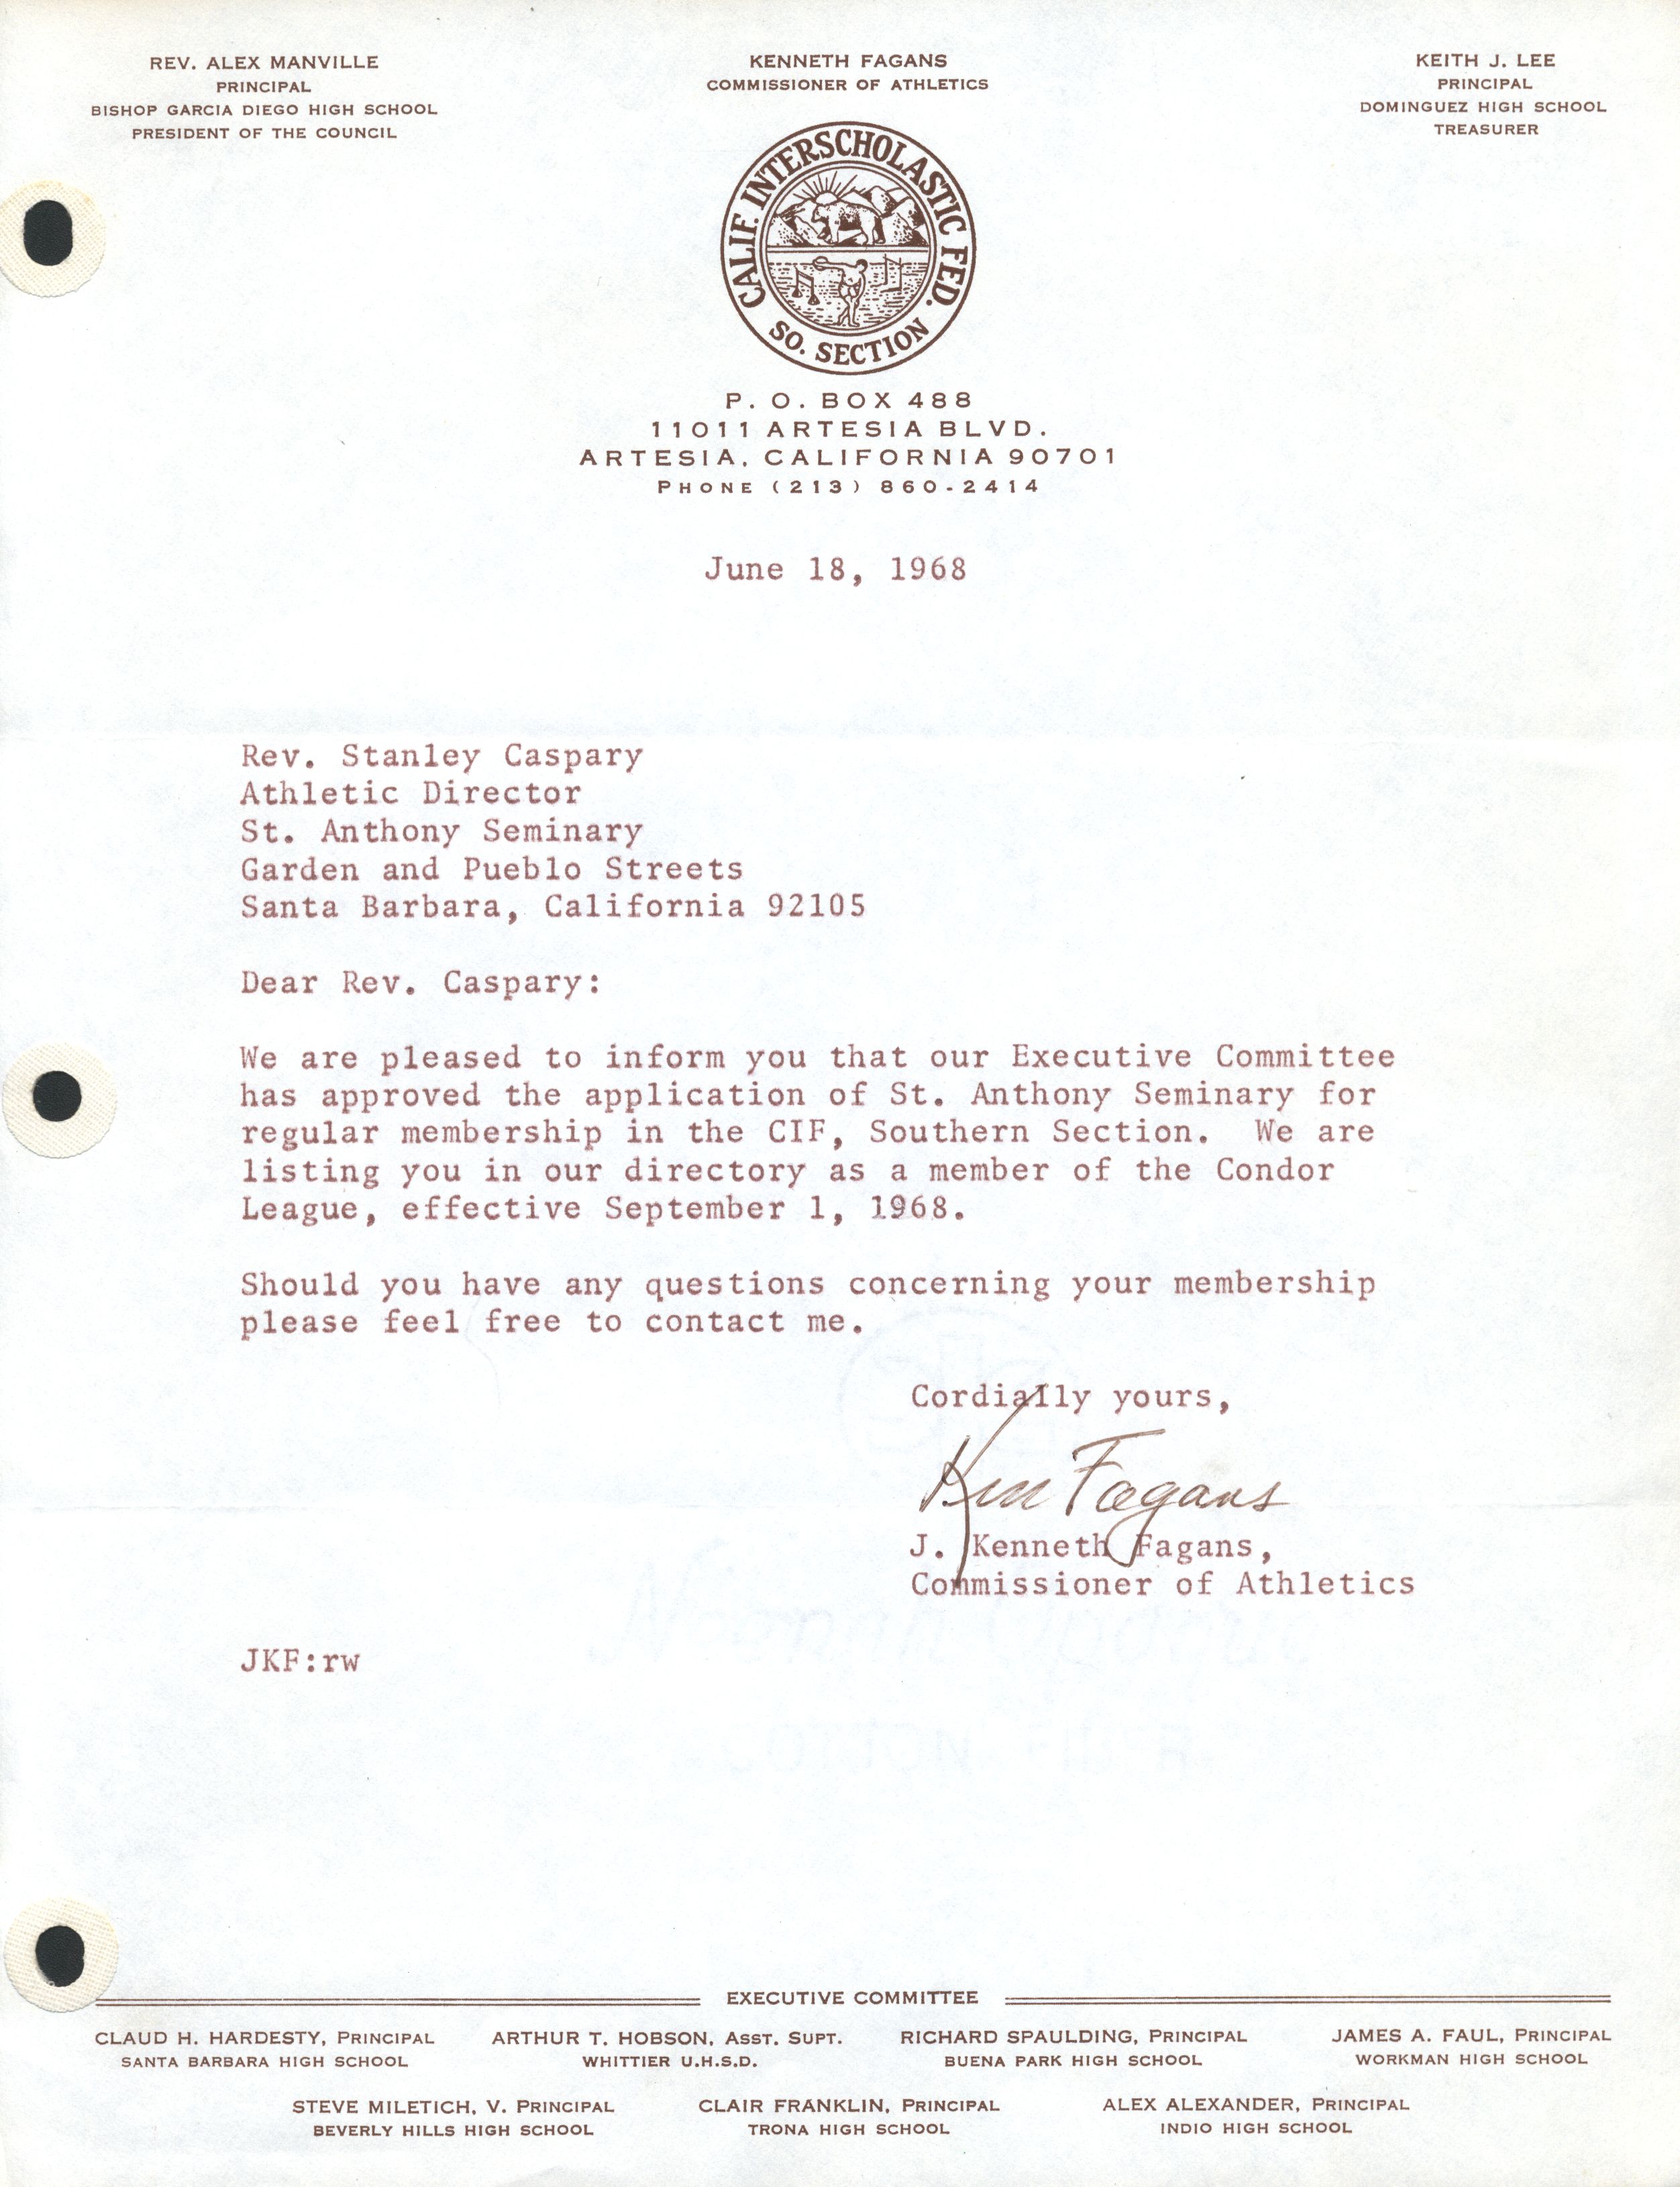 REV. ALEX MANVILLE
PRINCIPAL
BISHOP GARCIA DIEGO HIGH SCHOOL
PRESIDENT OF THE COUNCIL
KENNETH FAGANS
COMMISSIONER OF ATHLETICS
KEITH J. LEE
PRINCIPAL
DOMINGUEZ HIGH SCHOOL
TREASURER
CALIF. INTERSCHOLASTIC FED.
SO. SECTION
P. O. BOX 488
11011 ARTESIA BLVD.
ARTESIA, CALIFORNIA 90701
PHONE (213) 860-2414
June 18, 1968
Rev. Stanley Caspary
Athletic Director
St. Anthony Seminary
Garden and Pueblo Streets
Santa Barbara, California 92105
Dear Rev. Caspary:
We are pleased to inform you that our Executive Committee
has approved the application of St. Anthony Seminary for
regular membership in the CIF, Southern Section.  We are
listing you in our directory as a member of the Condor
League, effective September 1, 1968.
Should you have any questions concerning your membership
please feel free to contact me.
Cordially yours,
Ken Fagans
J. Kenneth Fagans,
Commissioner of Athletics
JKF:rw
EXECUTIVE COMMITTEE
CLAUD H. HARDESTY, PRINCIPAL
SANTA BARBARA HIGH SCHOOL
ARTHUR T. HOBSON, ASST. SUPT.
WHITTIER U.H.S.D.
RICHARD SPAULDING, PRINCIPAL
BUENA PARK HIGH SCHOOL
JAMES A. FAUL, PRINCIPAL
WORKMAN HIGH SCHOOL
STEVE MILETICH, V. PRINCIPAL
BEVERLY HILLS HIGH SCHOOL
CLAIR FRANKLIN, PRINCIPAL
TRONA HIGH SCHOOL
ALEX ALEXANDER, PRINCIPAL
INDIO HIGH SCHOOL